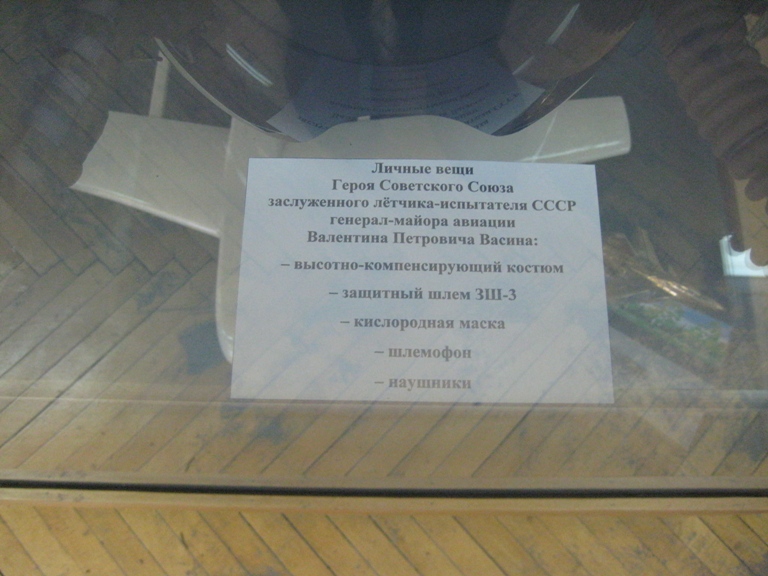 Личные вещи
Героя Советского Союза
заслуженного лётчика-испытателя СССР
генерал-майора авиации
Валентина Петровича Васина:
– высотно-компенсирующий костюм
– защитный шлем ЗШ-3
– кислородная маска
– шлемофон
– наушники